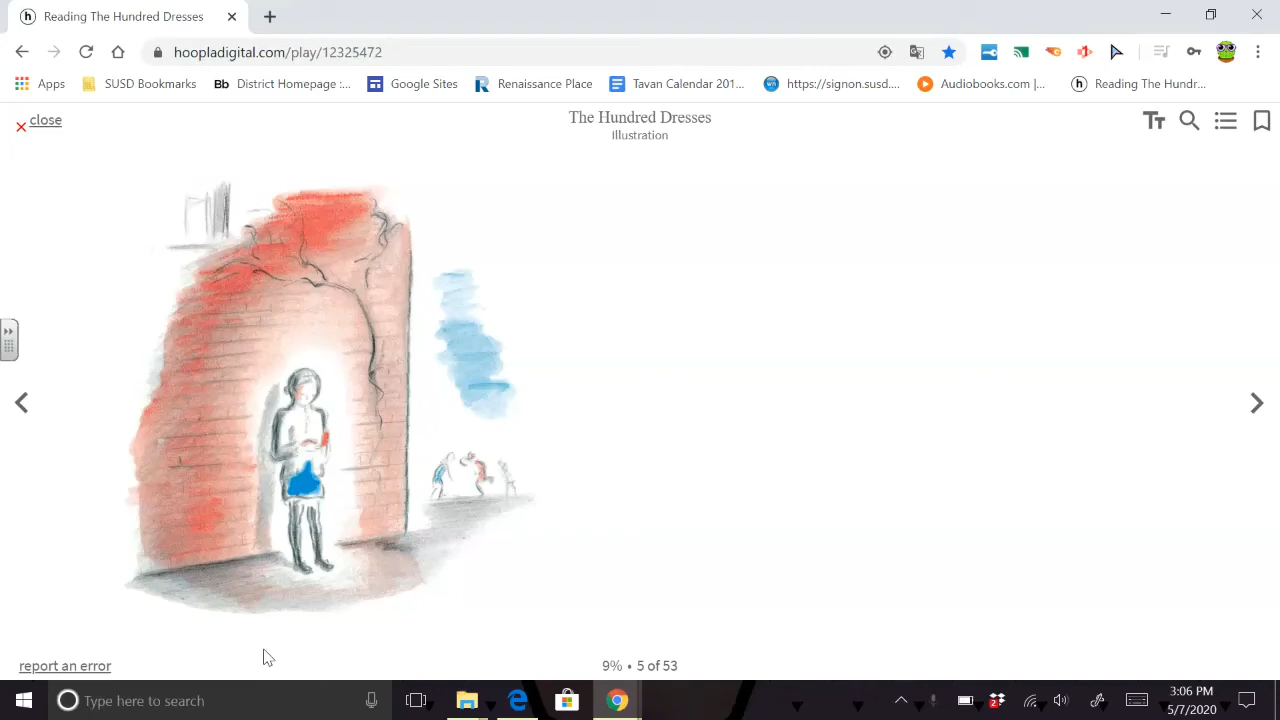 Reading The Hundred Dresses
hoopladigital.com/play/12325472
Apps SUSD Bookmarks Bb District Homepage :... Google Sites Renaissance Place Tavan Calendar 201... https://signon.susd.... Audiobooks.com |... Reading The Hundr...
close
The Hundred Dresses
Illustration
report an error
9% • 5 of 53
Type here to search
3:06 PM
5/7/2020